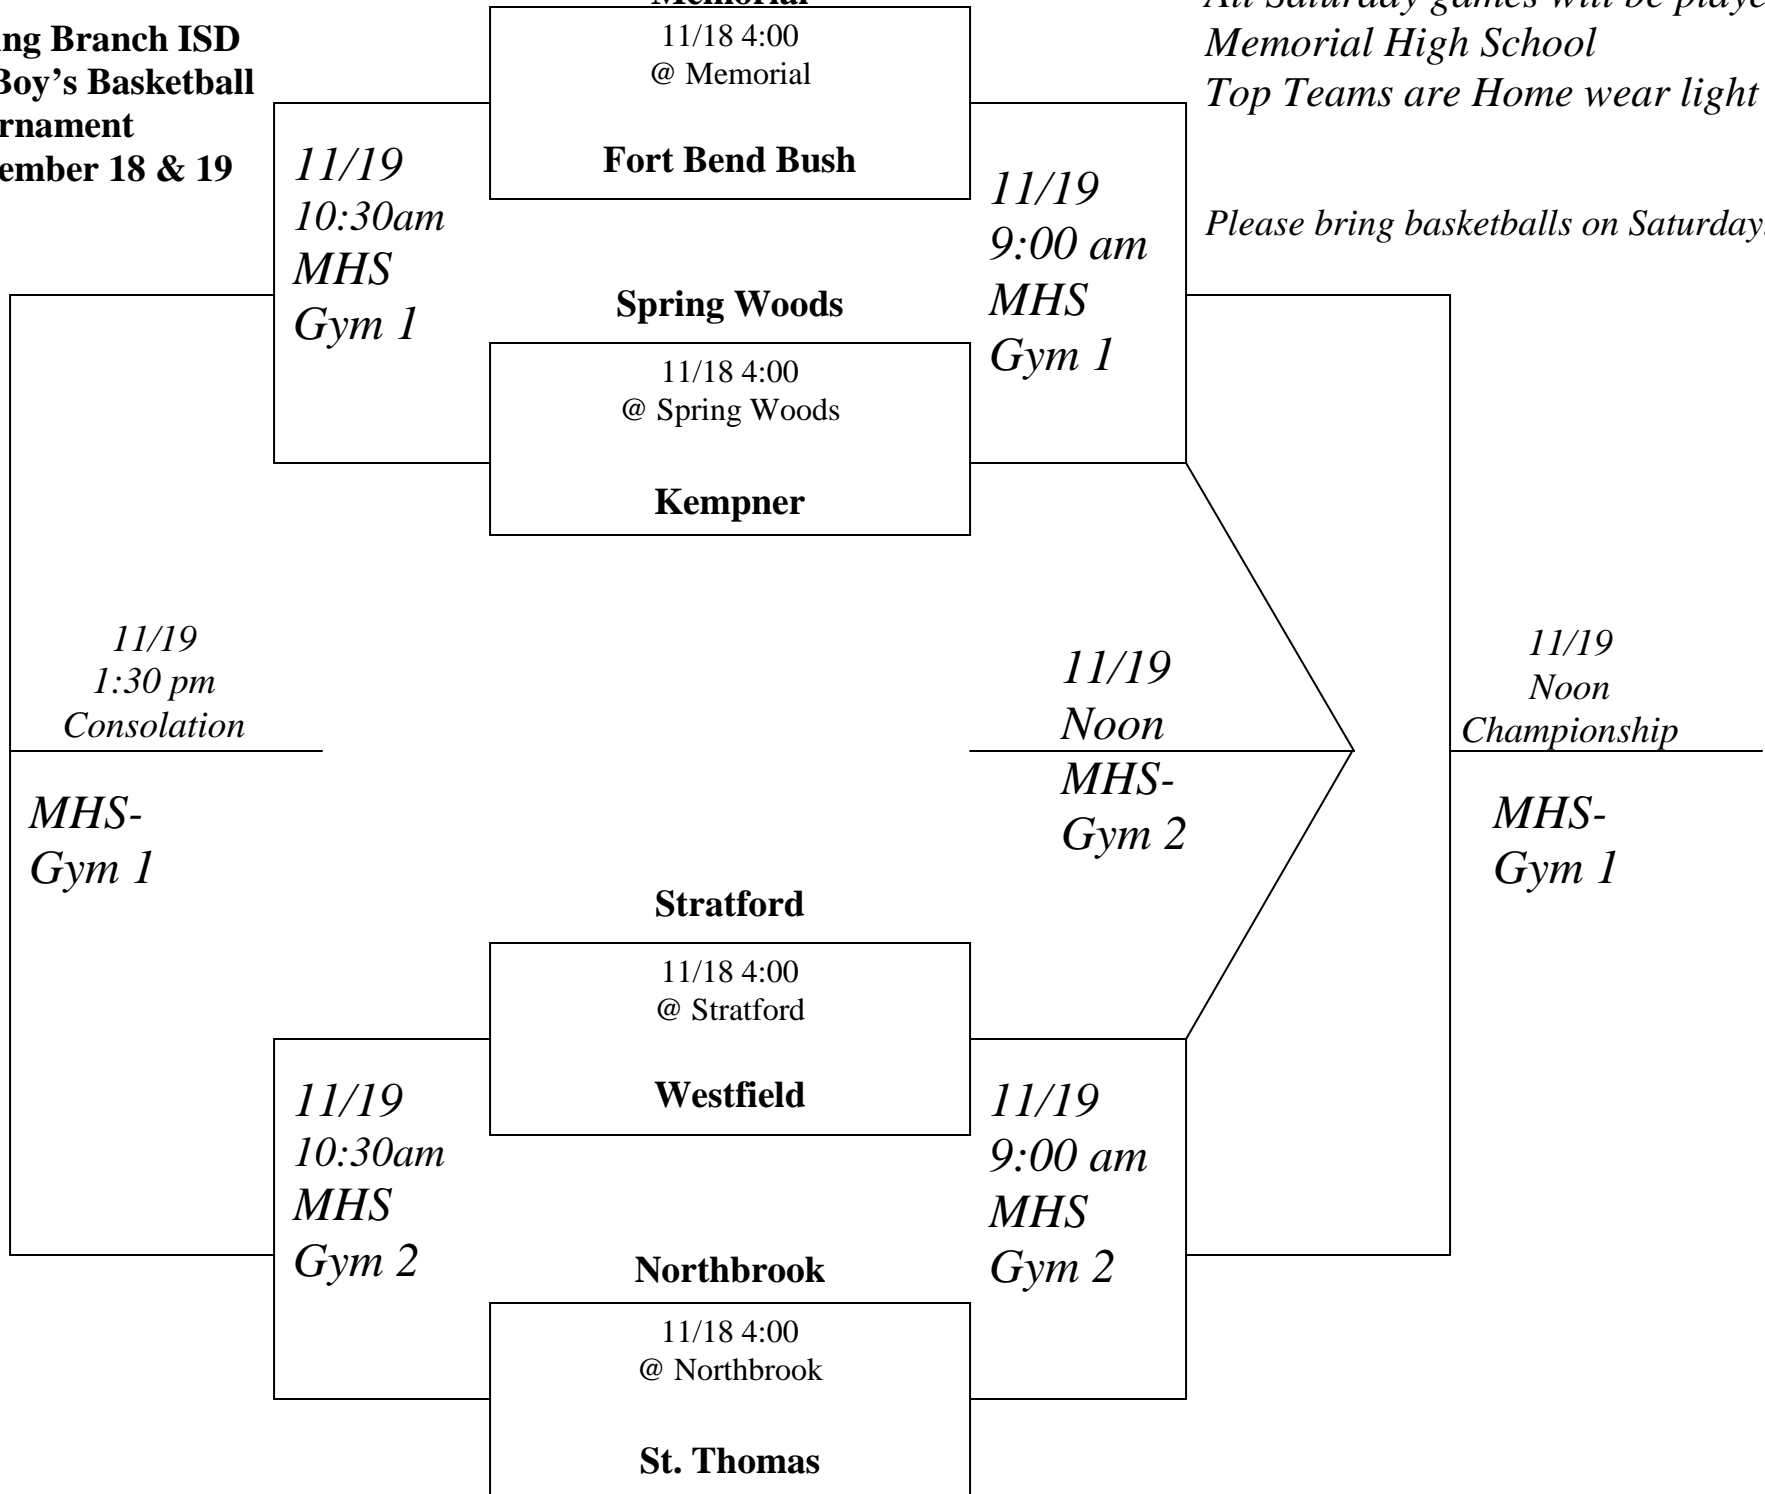 Memorial
ng Branch ISD
Boy's Basketball
rnament
ember 18 & 19
All Saturday games will be playe
Memorial High School
Top Teams are Home wear light
Please bring basketballs on Saturday.
11/18 4:00
@ Memorial
Fort Bend Bush
11/19
10:30am
MHS
Gym 1
11/19
9:00 am
MHS
Gym 1
Spring Woods
11/18 4:00
@ Spring Woods
Kempner
11/19
1:30 pm
Consolation
MHS-
Gym 1
11/19
Noon
MHS-
Gym 2
11/19
Noon
Championship
MHS-
Gym 1
Stratford
11/18 4:00
@ Stratford
Westfield
11/19
10:30am
MHS
Gym 2
11/19
9:00 am
MHS
Gym 2
Northbrook
11/18 4:00
@ Northbrook
St. Thomas